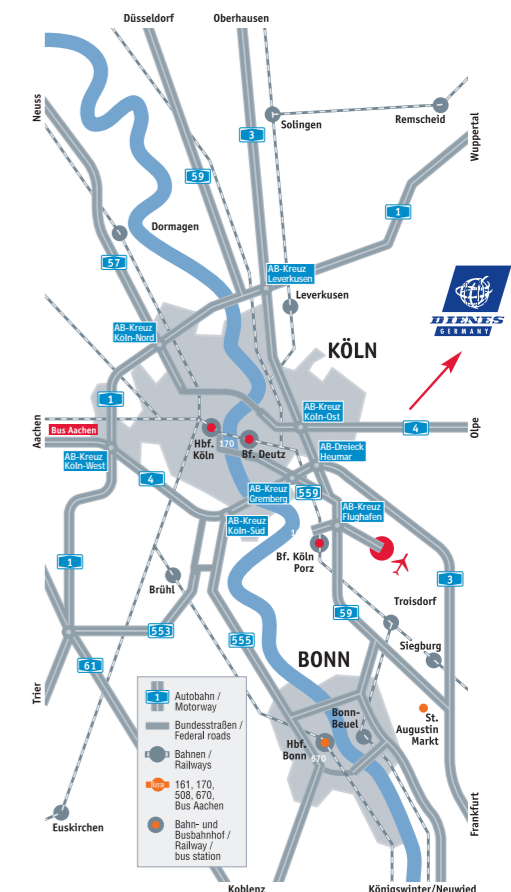 Düsseldorf
Oberhausen
Neuss
3
Solingen
Remscheid
Wuppertal
59
1
Dormagen
57
AB-Kreuz
Leverkusen
Leverkusen
DIENES
GERMANY
AB-Kreuz
Köln-Nord
KÖLN
1
AB-Kreuz
Köln-Ost
4
Olpe
Aachen
Bus Aachen
Hbf.
Köln
170
Bf. Deutz
AB-Kreuz
Köln-West
AB-Dreieck
Heumar
4
AB-Kreuz
Gremberg
559
AB-Kreuz
Flughafen
AB-Kreuz
Köln-Süd
Bf. Köln
Porz
1
3
Brühl
59
Troisdorf
553
555
Siegburg
61
BONN
Trier
1
Autobahn /
Motorway
Bundesstraßen /
Federal roads
Bahnen /
Railways
161, 170,
508, 670,
Bus Aachen
Bahn- und
Busbahnhof /
Railway /
bus station
Bonn-
Beuel
St.
Augustin
Markt
Hbf.
Bonn
670
Euskirchen
Frankfurt
Koblenz
Königswinter/Neuwied